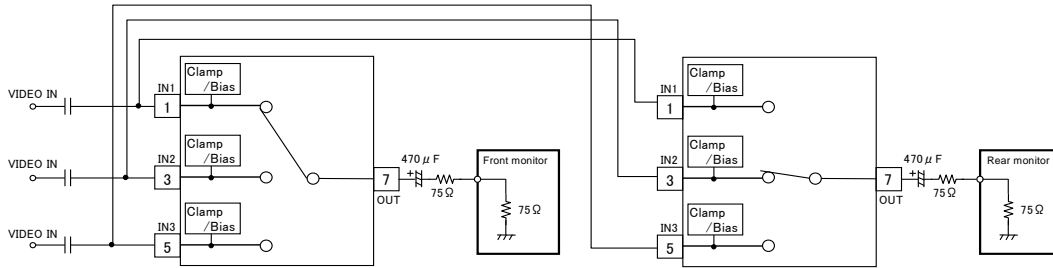 VIDEO IN
VIDEO IN
VIDEO IN
IN1
1
Clamp
/Bias
IN2
3
Clamp
/Bias
IN3
5
Clamp
/Bias
7
OUT
470μF
+
75Ω
Front monitor
75Ω
IN1
1
Clamp
/Bias
IN2
3
Clamp
/Bias
IN3
5
Clamp
/Bias
7
OUT
470μF
+
75Ω
Rear monitor
75Ω